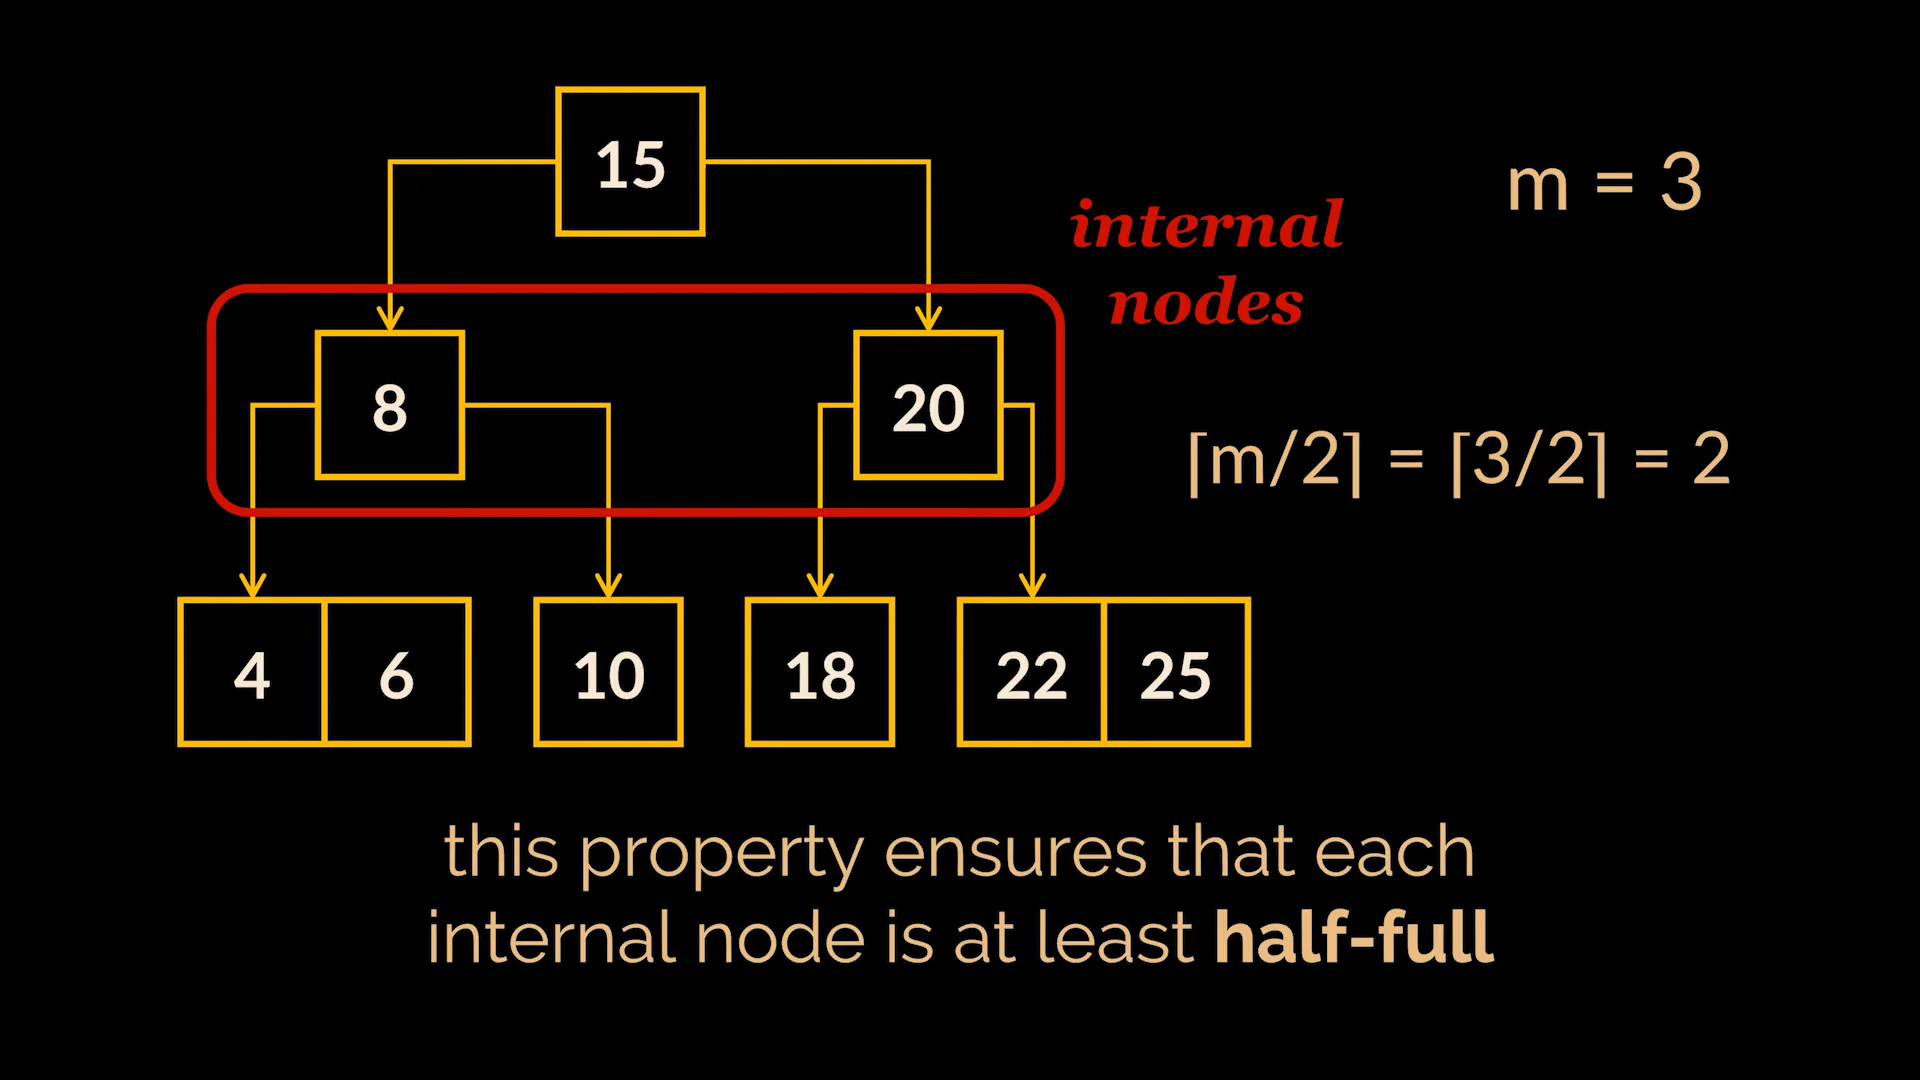 15
m = 3
internal
nodes
8
20
⌈m/2⌉ = ⌈3/2⌉ = 2
4 6 10 18 22 25
this property ensures that each
internal node is at least half-full